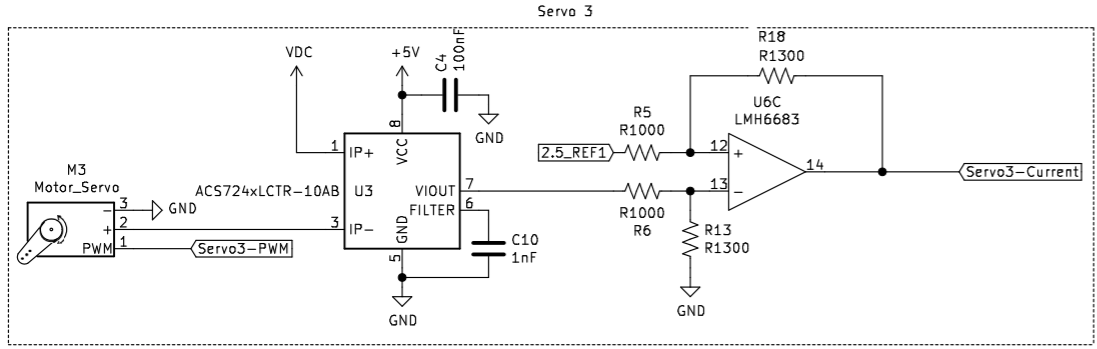 Servo 3
VDC
+5V
C4
100nF
GND
8
VCC
1
IP+
ACS724xLCTR-10AB
U3
VIOUT
7
FILTER
6
3
IP-
GND
5
GND
C10
1nF
M3
Motor_Servo
-
3
GND
+
2
PWM
1
Servo3-PWM
R18
R1300
U6C
LMH6683
R5
R1000
2.5_REF1
12
+
13
-
14
Servo3-Current
R1000
R6
R13
R1300
GND